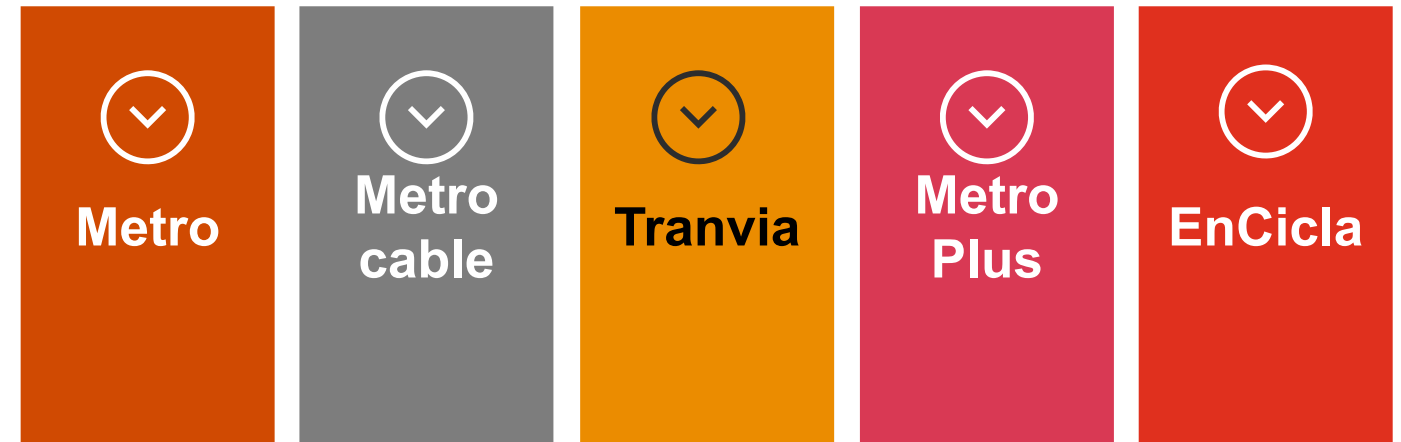 Metro
Metro
cable
Tranvia
Metro
Plus
EnCicla